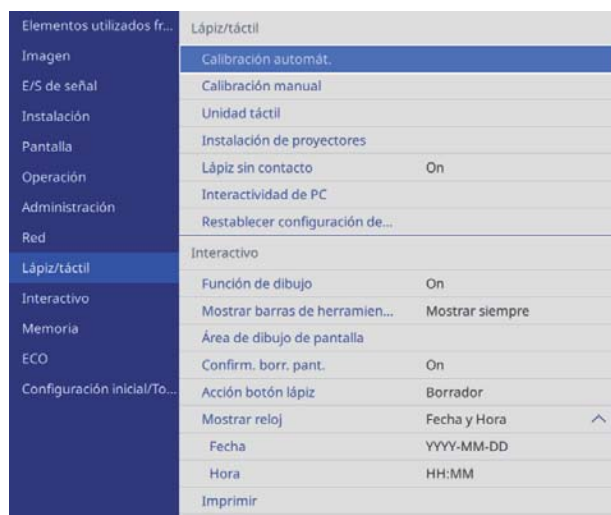 Elementos utilizados fr...
Imagen
E/S de señal
Instalación
Pantalla
Operación
Administración
Red
Lápiz/táctil
Interactivo
Memoria
ECO
Configuración inicial/To...
Lápiz/táctil
Calibración automát.
Calibración manual
Unidad táctil
Instalación de proyectores
Lápiz sin contacto On
Interactividad de PC
Restablecer configuración de...
Interactivo
Función de dibujo On
Mostrar barras de herramien... Mostrar siempre
Área de dibujo de pantalla
Confirm. borr. pant. On
Acción botón lápiz Borrador
Mostrar reloj Fecha y Hora
Fecha YYYY-MM-DD
Hora HH:MM
Imprimir